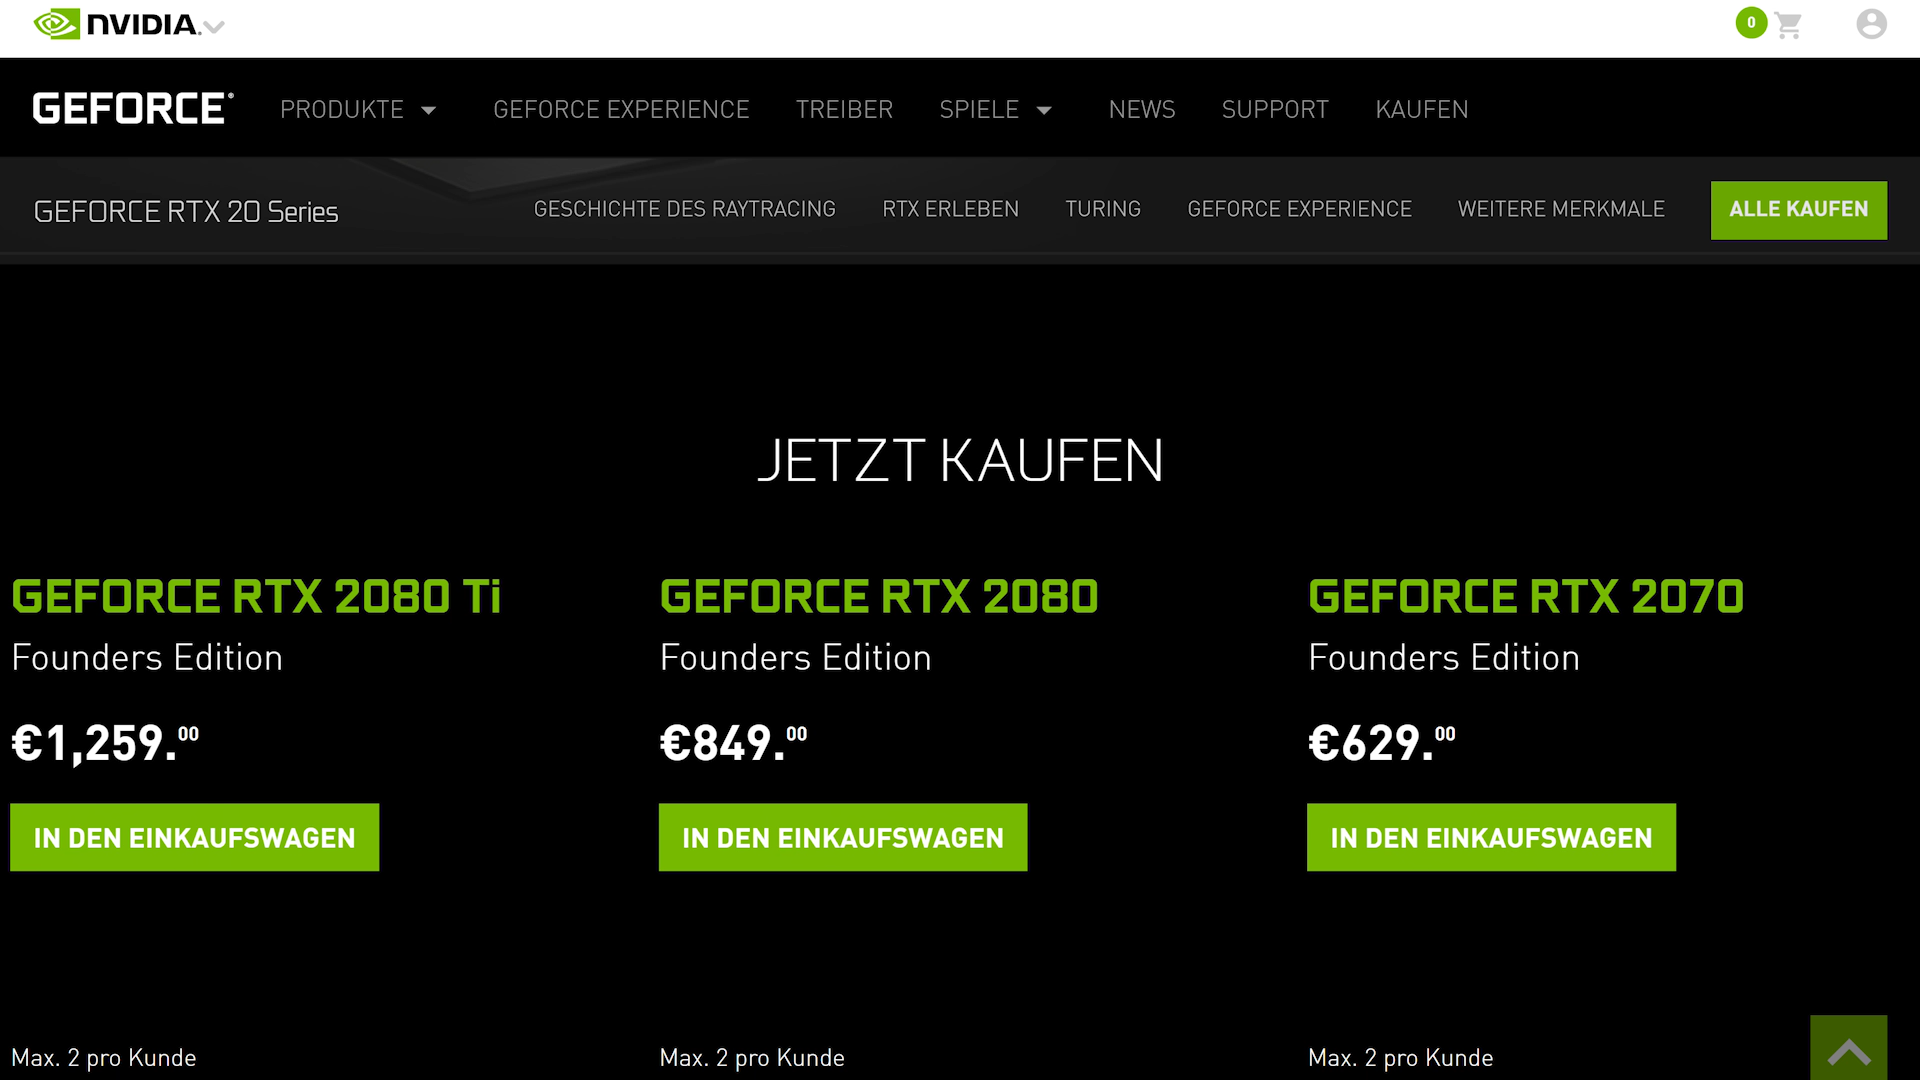 NVIDIA.
0
GEFORCE®
PRODUKTE
GEFORCE EXPERIENCE
TREIBER
SPIELE
NEWS
SUPPORT
KAUFEN
GEFORCE RTX 20 Series
GESCHICHTE DES RAYTRACING
RTX ERLEBEN
TURING
GEFORCE EXPERIENCE
WEITERE MERKMALE
ALLE KAUFEN
JETZT KAUFEN
GEFORCE RTX 2080 Ti
Founders Edition
€1,259.00
IN DEN EINKAUFSWAGEN
Max. 2 pro Kunde
GEFORCE RTX 2080
Founders Edition
€849.00
IN DEN EINKAUFSWAGEN
Max. 2 pro Kunde
GEFORCE RTX 2070
Founders Edition
€629.00
IN DEN EINKAUFSWAGEN
Max. 2 pro Kunde